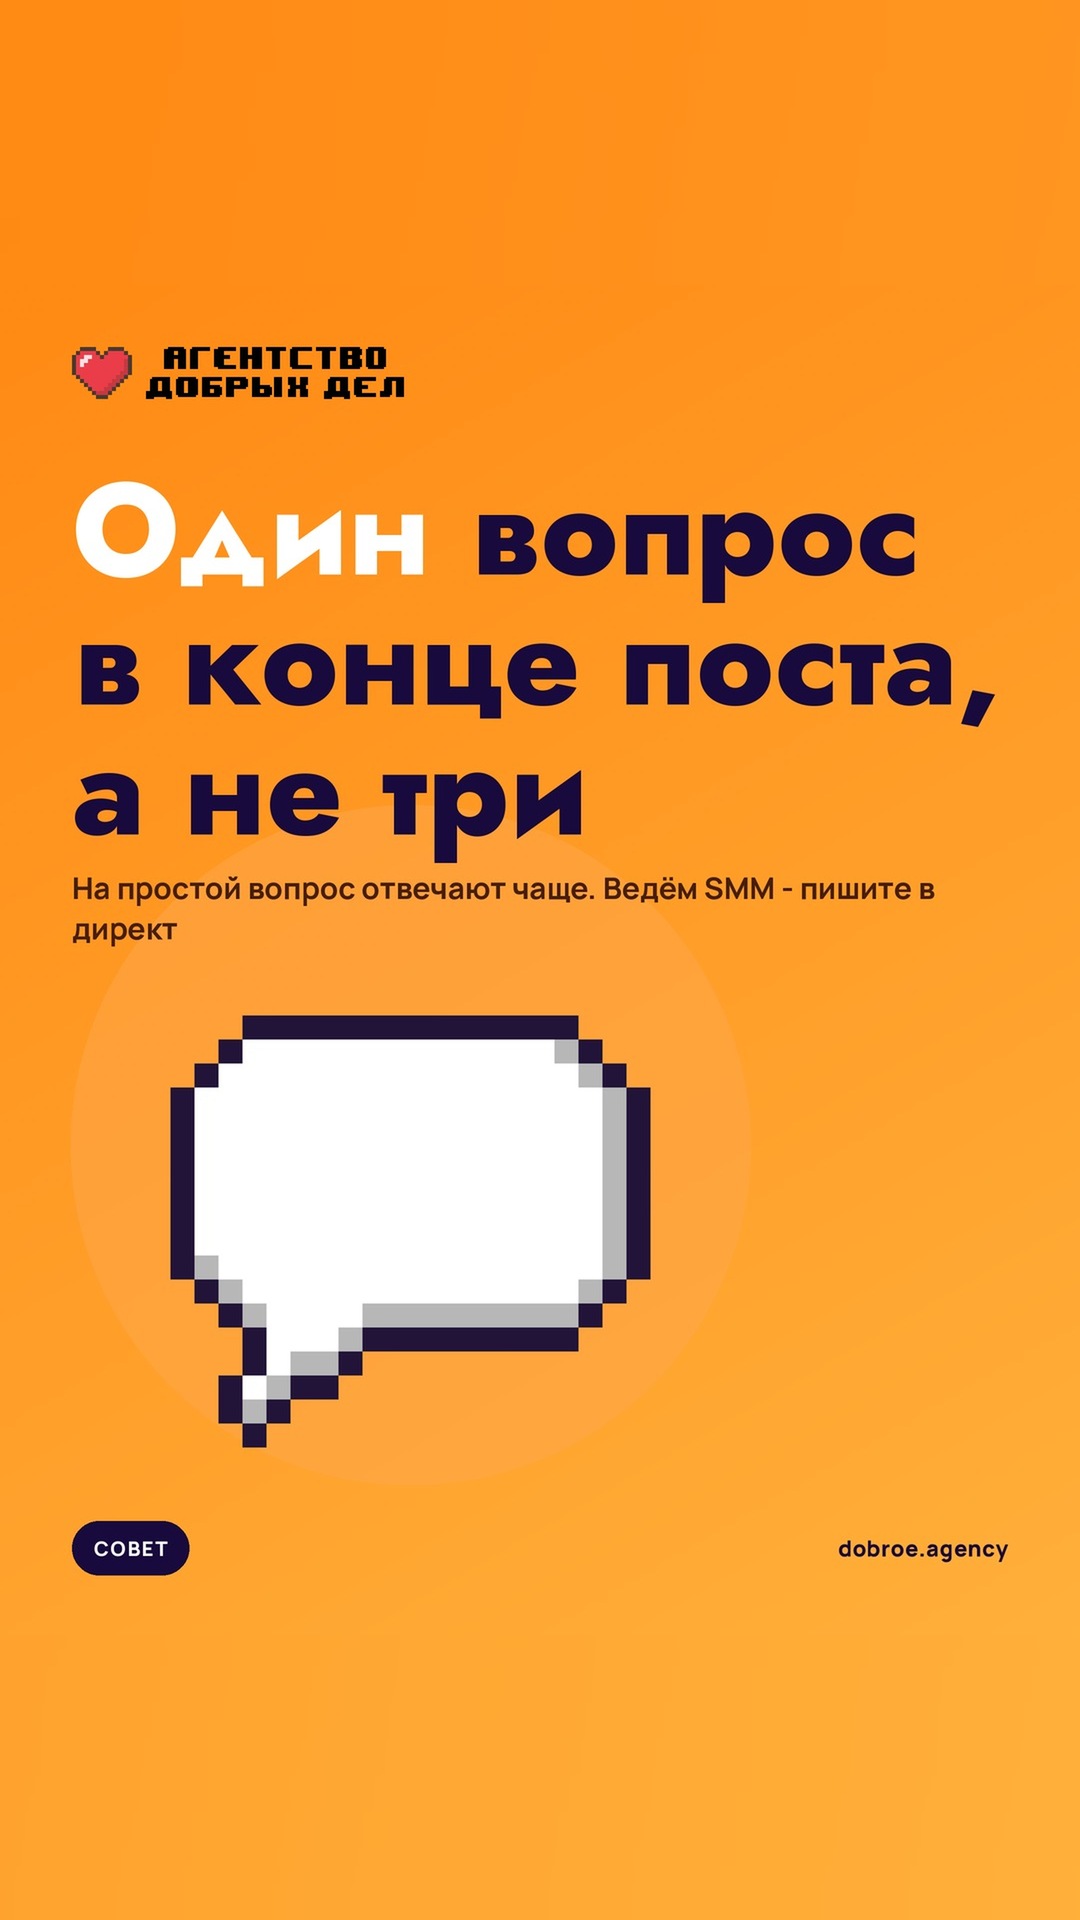 АГЕНТСТВО
ДОБРЫХ ДЕЛ
Один вопрос
в конце поста,
а не три
На простой вопрос отвечают чаще. Ведём SMM - пишите в
директ
СОВЕТ
dobroe.agency